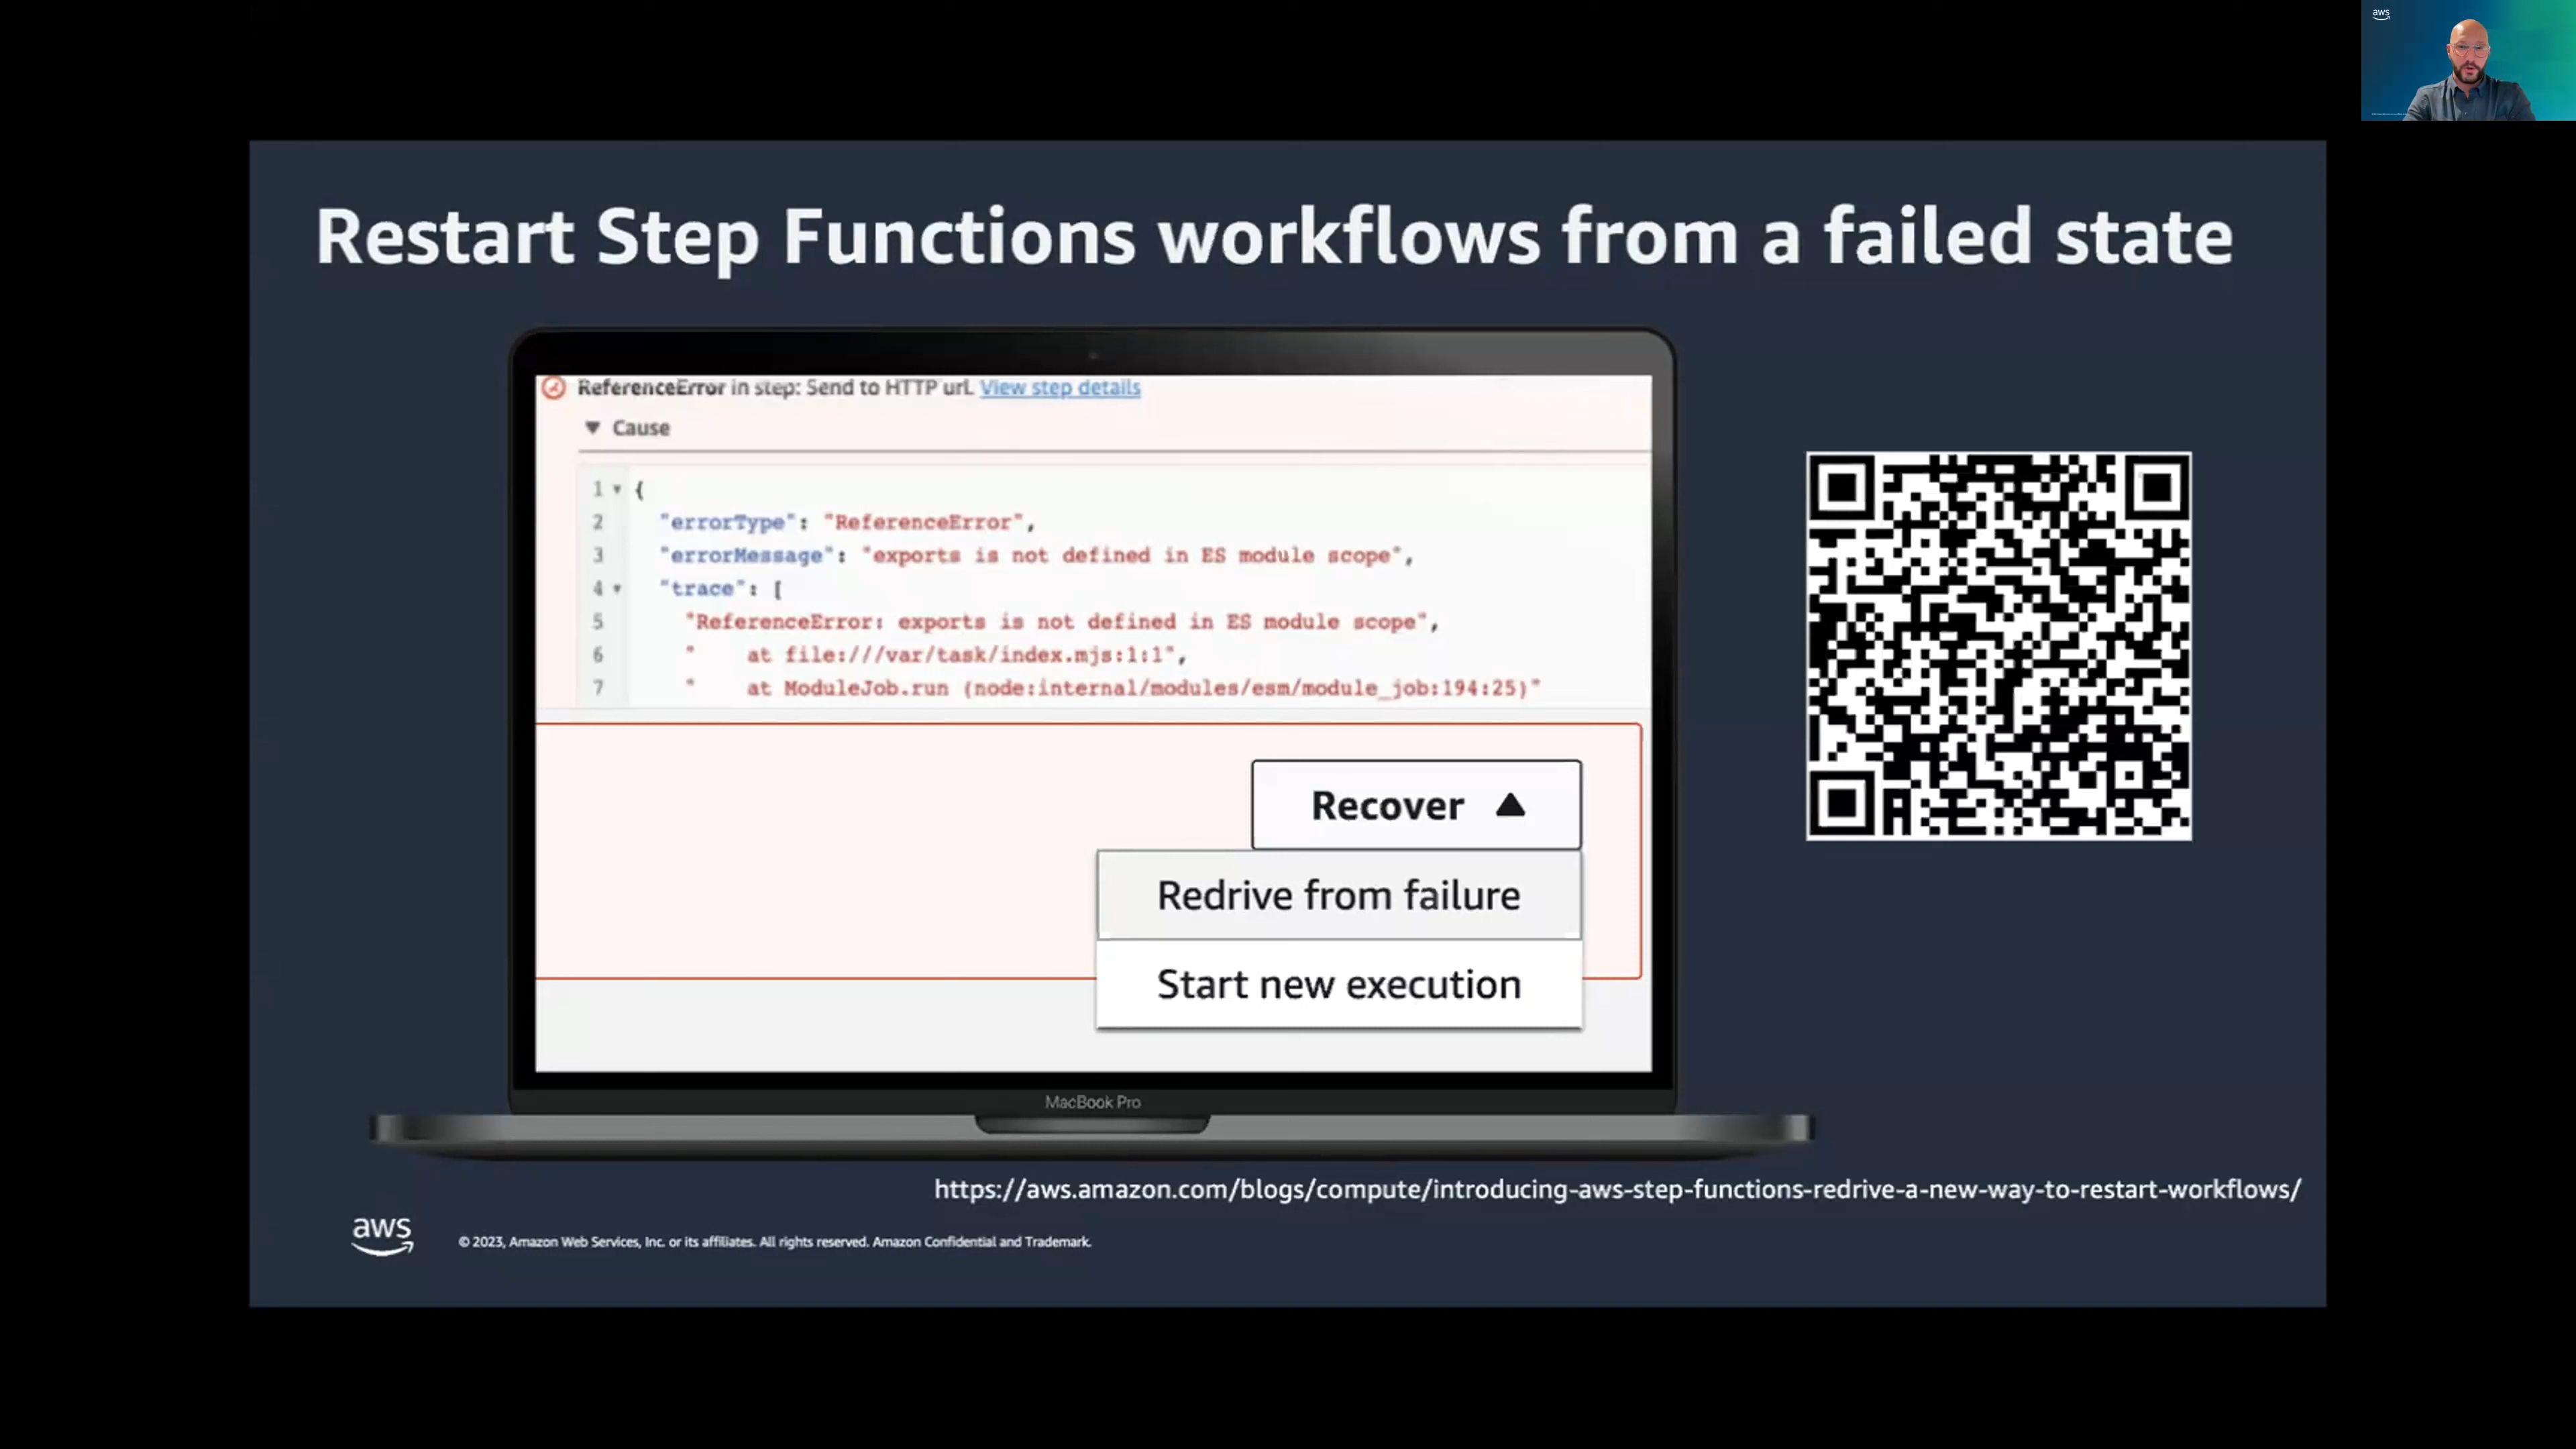 aws
Restart Step Functions workflows from a failed state
ReferenceError in step: Send to HTTP url. View step details
▼ Cause
1 ▾ {
2 "errorType": "ReferenceError",
3 "errorMessage": "exports is not defined in ES module scope",
4 ▾ "trace": [
5 "ReferenceError: exports is not defined in ES module scope",
6 " at file:///var/task/index.mjs:1:1",
7 " at ModuleJob.run (node:internal/modules/esm/module_job:194:25)"
Recover ▲
Redrive from failure
Start new execution
MacBook Pro
https://aws.amazon.com/blogs/compute/introducing-aws-step-functions-redrive-a-new-way-to-restart-workflows/
aws
© 2023, Amazon Web Services, Inc. or its affiliates. All rights reserved. Amazon Confidential and Trademark.